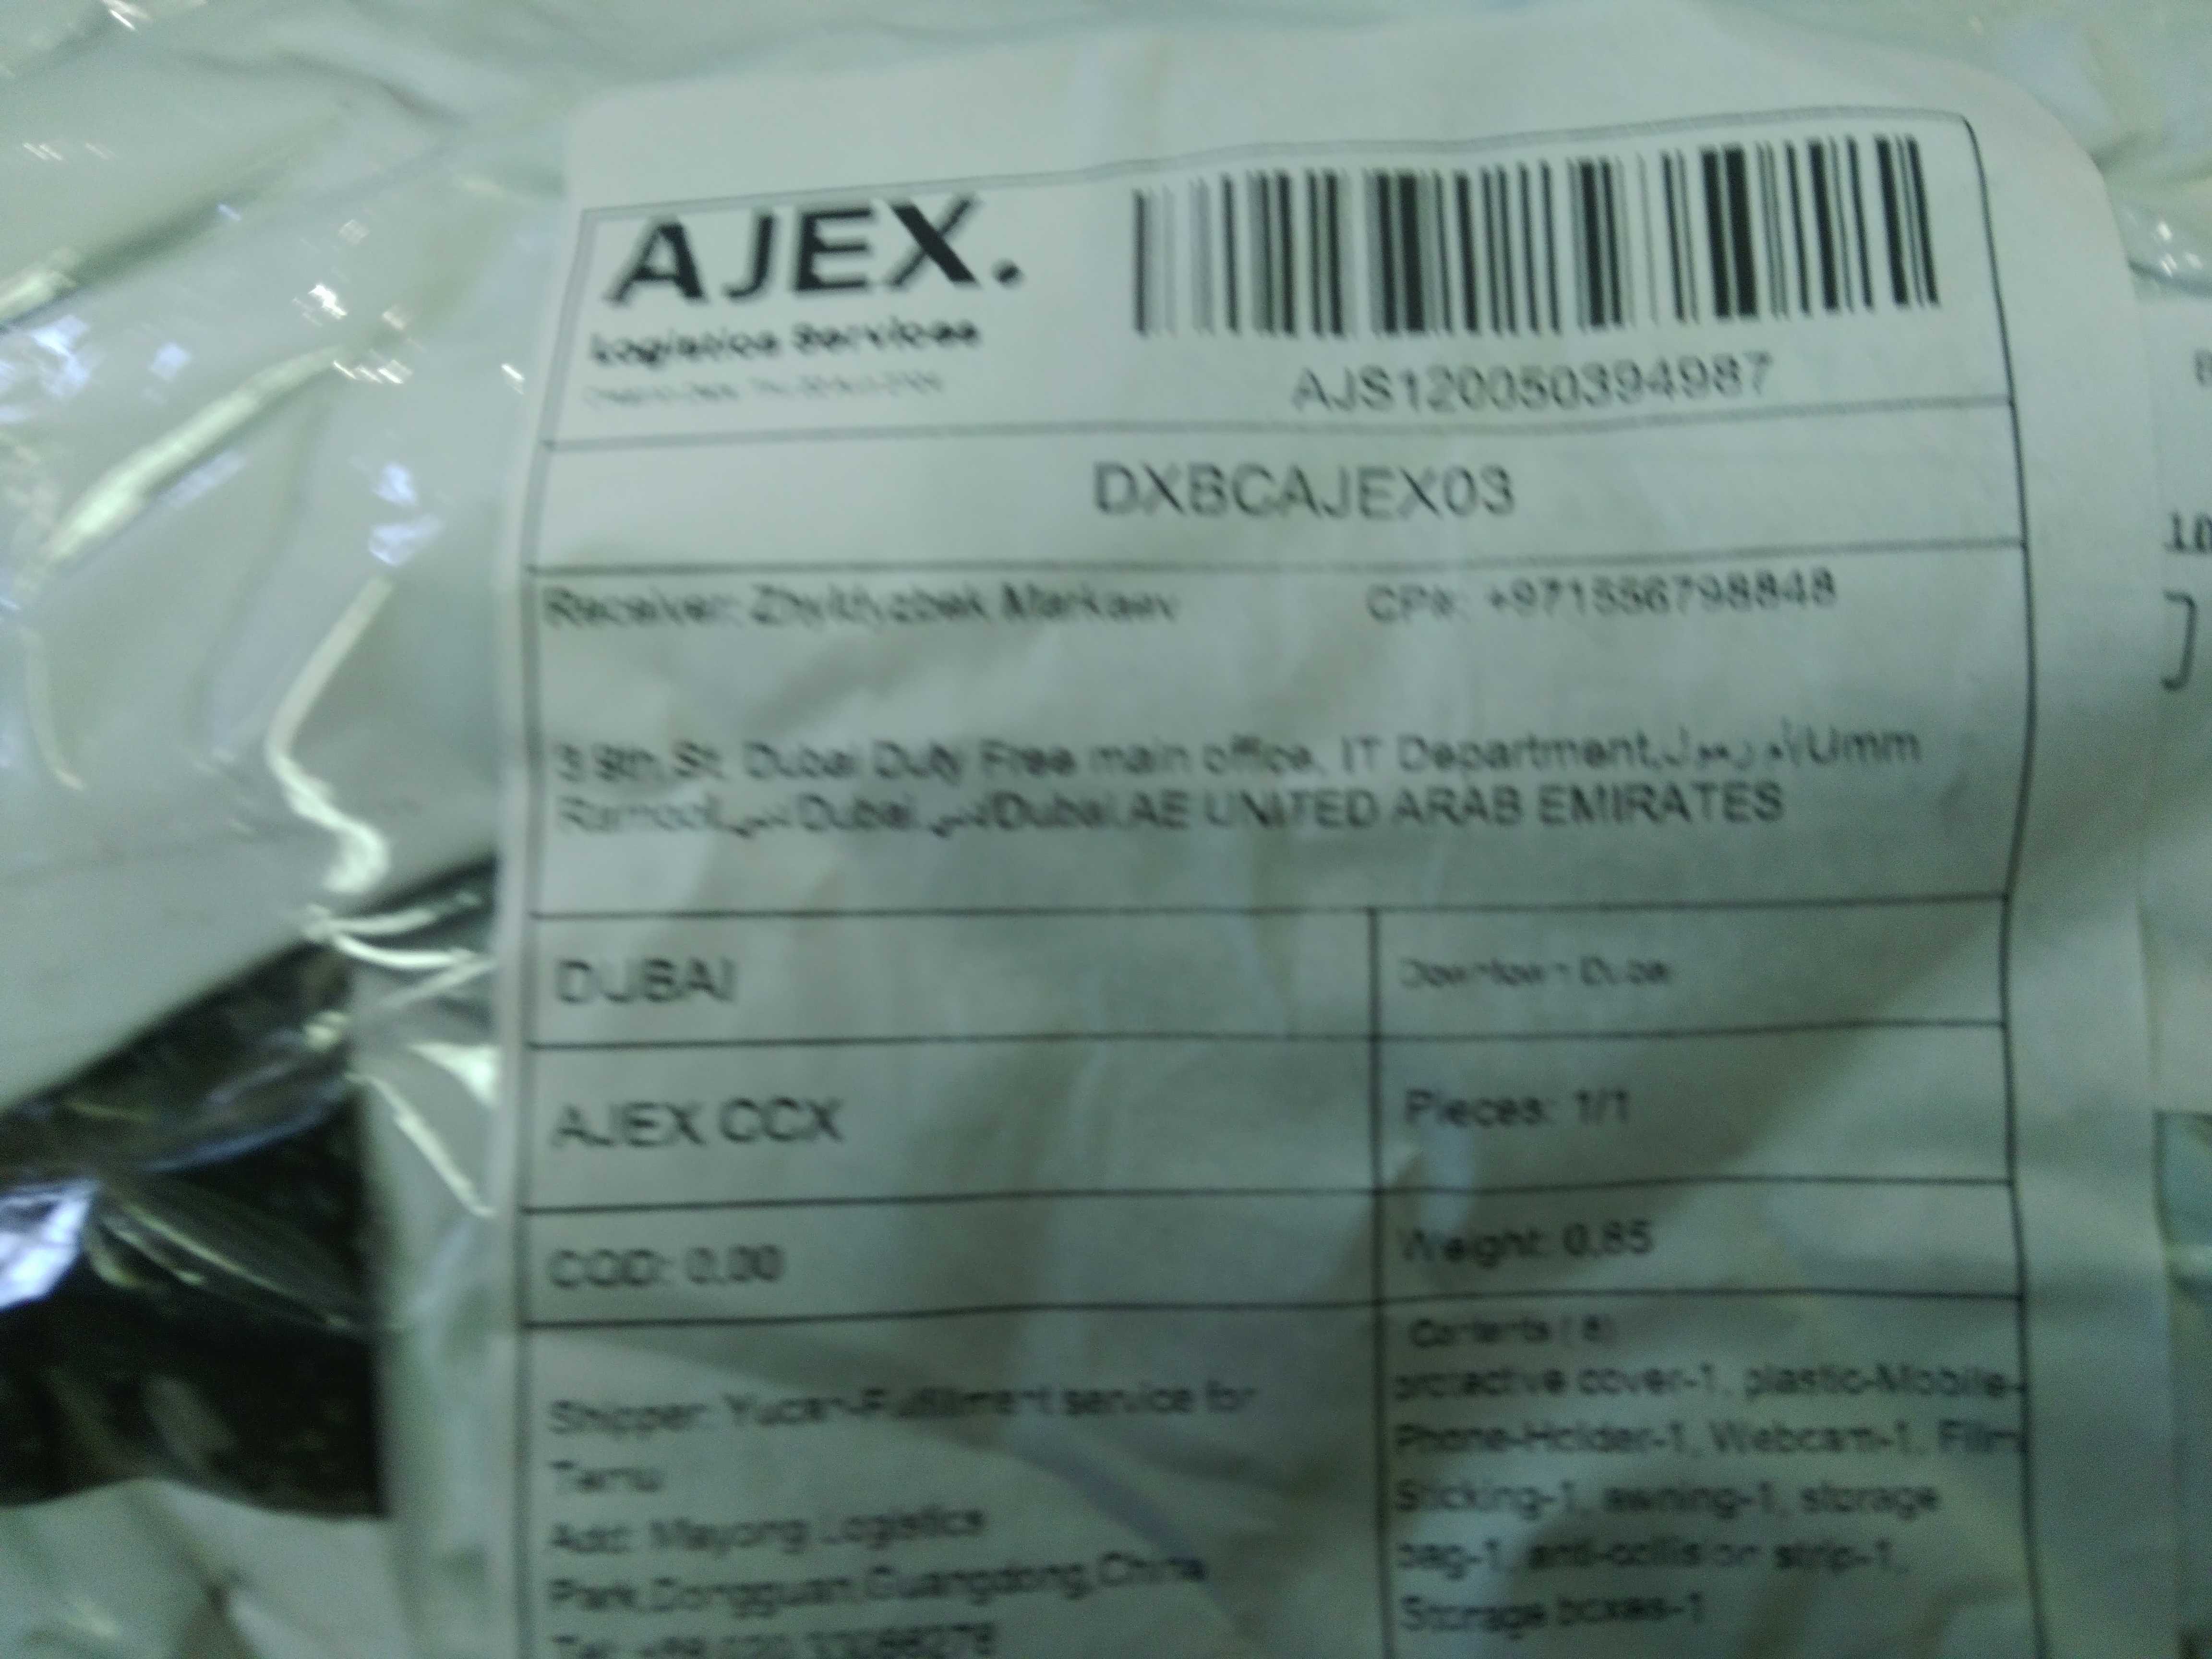 AJEX.
Logistics Services
AJS120050394987
DXBCAJEX03
Receiver: Markaev CP#: +971556798848
3 9th St. Dubai Duty Free main office, IT Department,أم رمول/Umm
Ramool,دبي/Dubai,دبي/Dubai,AE UNITED ARAB EMIRATES
DUBAI
Downtown Dubai
AJEX CCX
Pieces: 1/1
COD: 0.00
Weight: 0.85
Shipper: Fulfillment service for
Temu
Add: Logistics
Park,Dongguan,Guangdong,China
Contents ( 8)
protective cover-1, plastic-Mobile-
Phone-Holder-1, Webcam-1, Film
Sticking-1, awning-1, storage
bag-1, anti-collision strip-1,
Storage boxes-1
10